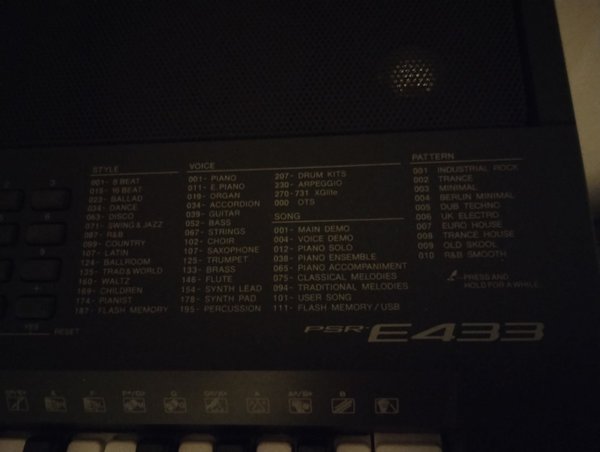 STYLE
001- 8 BEAT
015- 16 BEAT
023- BALLAD
034- DANCE
053- DISCO
071- SWING & JAZZ
087- R&B
099- COUNTRY
107- LATIN
124- BALLROOM
135- TRAD & WORLD
160- WALTZ
169- CHILDREN
174- PIANIST
187- FLASH MEMORY
VOICE
001- PIANO
011- E. PIANO
019- ORGAN
034- ACCORDION
039- GUITAR
052- BASS
067- STRINGS
102- CHOIR
107- SAXOPHONE
125- TRUMPET
133- BRASS
146- FLUTE
154- SYNTH LEAD
178- SYNTH PAD
195- PERCUSSION
207- DRUM KITS
230- ARPEGGIO
270-731 XGlite
000 OTS
SONG
001- MAIN DEMO
004- VOICE DEMO
012- PIANO SOLO
038- PIANO ENSEMBLE
065- PIANO ACCOMPANIMENT
075- CLASSICAL MELODIES
094- TRADITIONAL MELODIES
101- USER SONG
111- FLASH MEMORY/USB
PATTERN
001 INDUSTRIAL ROCK
002 TRANCE
003 MINIMAL
004 BERLIN MINIMAL
005 DUB TECHNO
006 UK ELECTRO
007 EURO HOUSE
008 TRANCE HOUSE
009 OLD SKOOL
010 R&B SMOOTH
PRESS AND
HOLD FOR A WHILE
PSR-E433
3
6
9
RESET